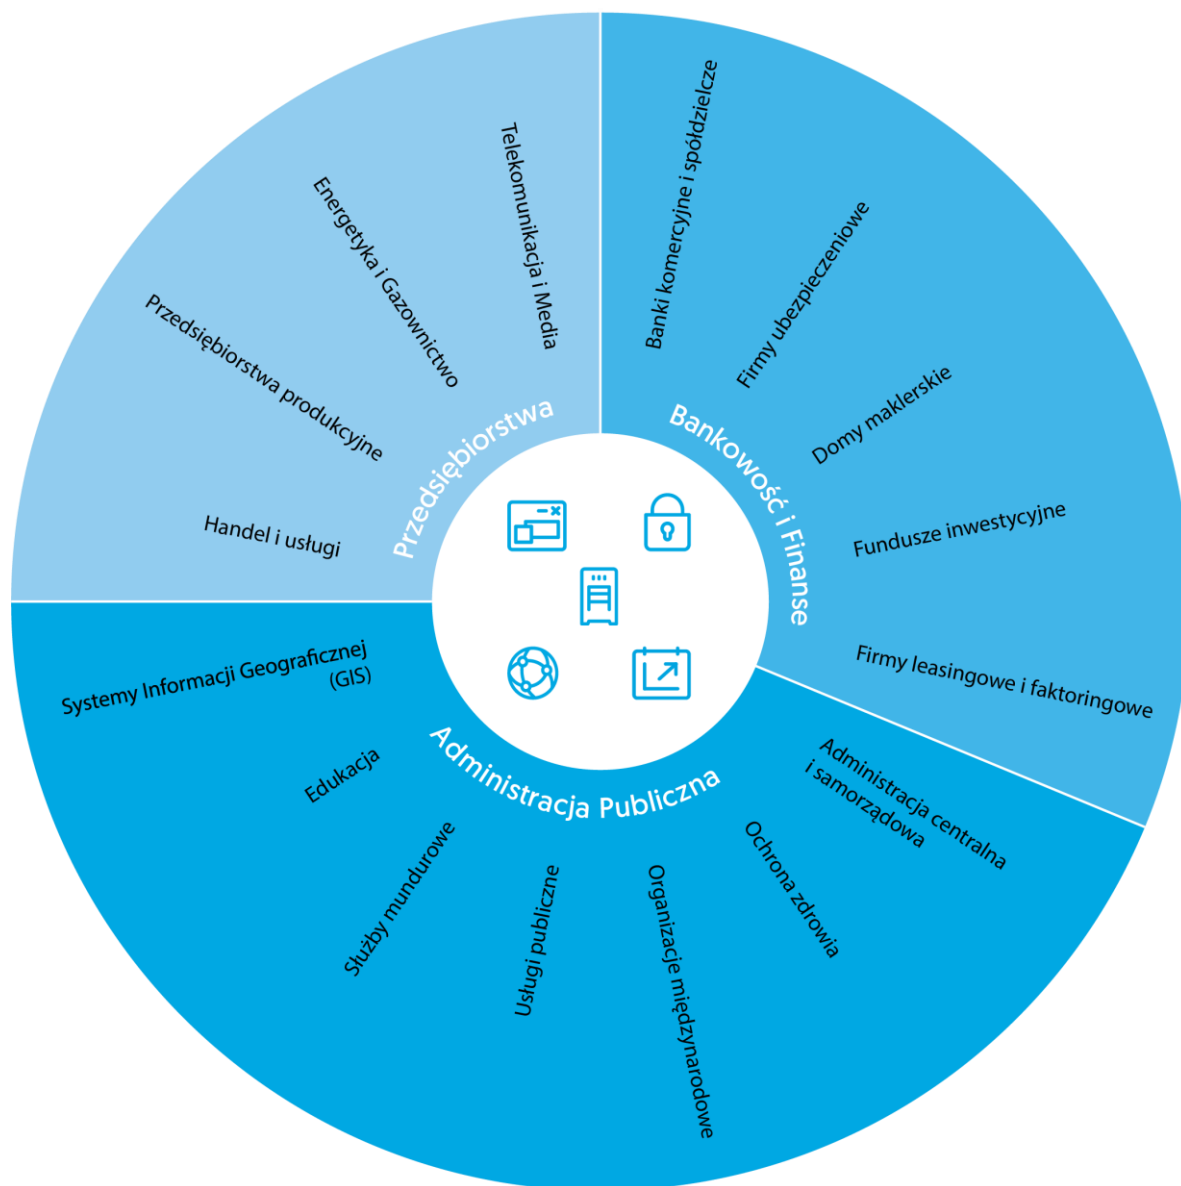 Przedsiębiorstwa
Telekomunikacja i Media
Energetyka i Gazownictwo
Przedsiębiorstwa produkcyjne
Handel i usługi
Bankowość i Finanse
Banki komercyjne i spółdzielcze
Firmy ubezpieczeniowe
Domy maklerskie
Fundusze inwestycyjne
Firmy leasingowe i faktoringowe
Administracja Publiczna
Administracja centralna
i samorządowa
Ochrona zdrowia
Organizacje międzynarodowe
Usługi publiczne
Służby mundurowe
Edukacja
Systemy Informacji Geograficznej
(GIS)